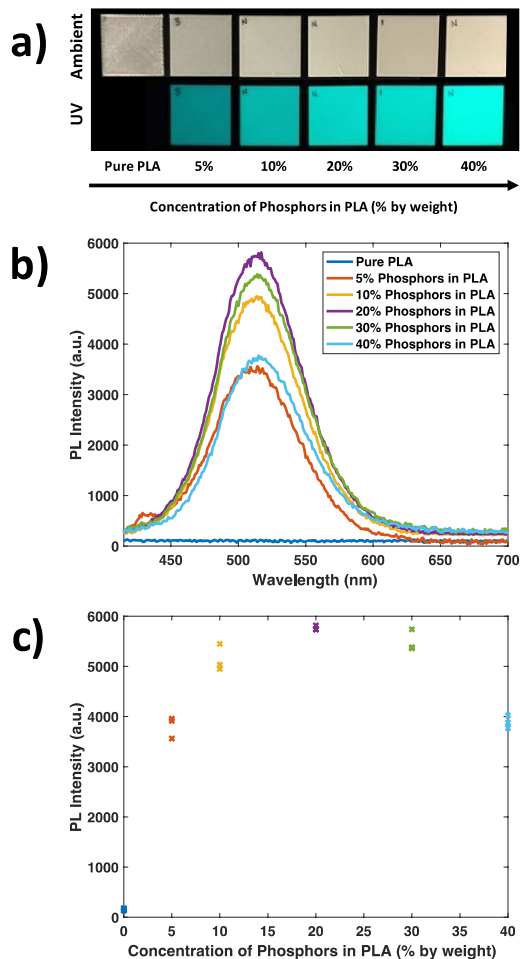 a)
Ambient
UV
Pure PLA 5% 10% 20% 30% 40%
Concentration of Phosphors in PLA (% by weight)
b)
6000
5000
4000
3000
2000
1000
0
PL Intensity (a.u.)
Pure PLA
5% Phosphors in PLA
10% Phosphors in PLA
20% Phosphors in PLA
30% Phosphors in PLA
40% Phosphors in PLA
450 500 550 600 650 700
Wavelength (nm)
c)
6000
5000
4000
3000
2000
1000
0
PL Intensity (a.u.)
0 5 10 15 20 25 30 35 40
Concentration of Phosphors in PLA (% by weight)